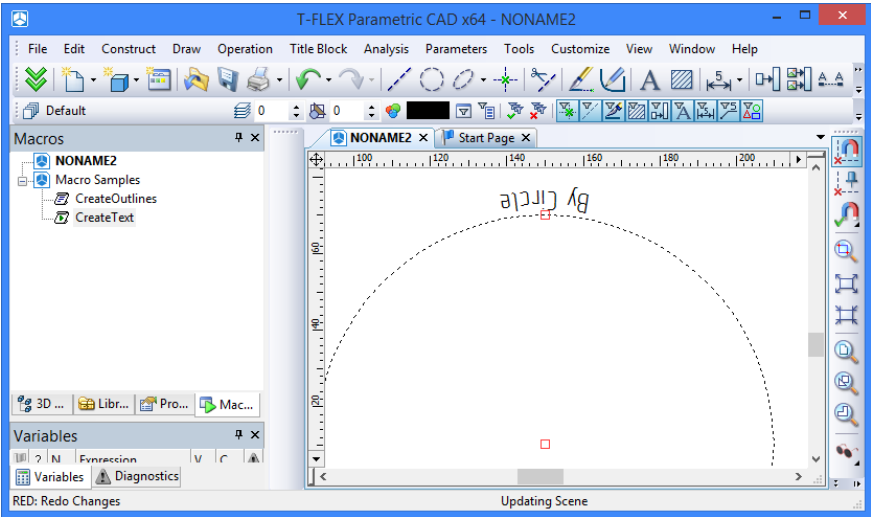 T-FLEX Parametric CAD x64 - NONAME2
File Edit Construct Draw Operation Title Block Analysis Parameters Tools Customize View Window Help
Default 0 0
Macros
NONAME2 Start Page
NONAME2
Macro Samples
CreateOutlines
CreateText
100 120 140 160 180 200
By Circle
60
40
20
3D ... Libr... Pro... Mac...
Variables
? N Expression V C
Variables Diagnostics
RED: Redo Changes Updating Scene